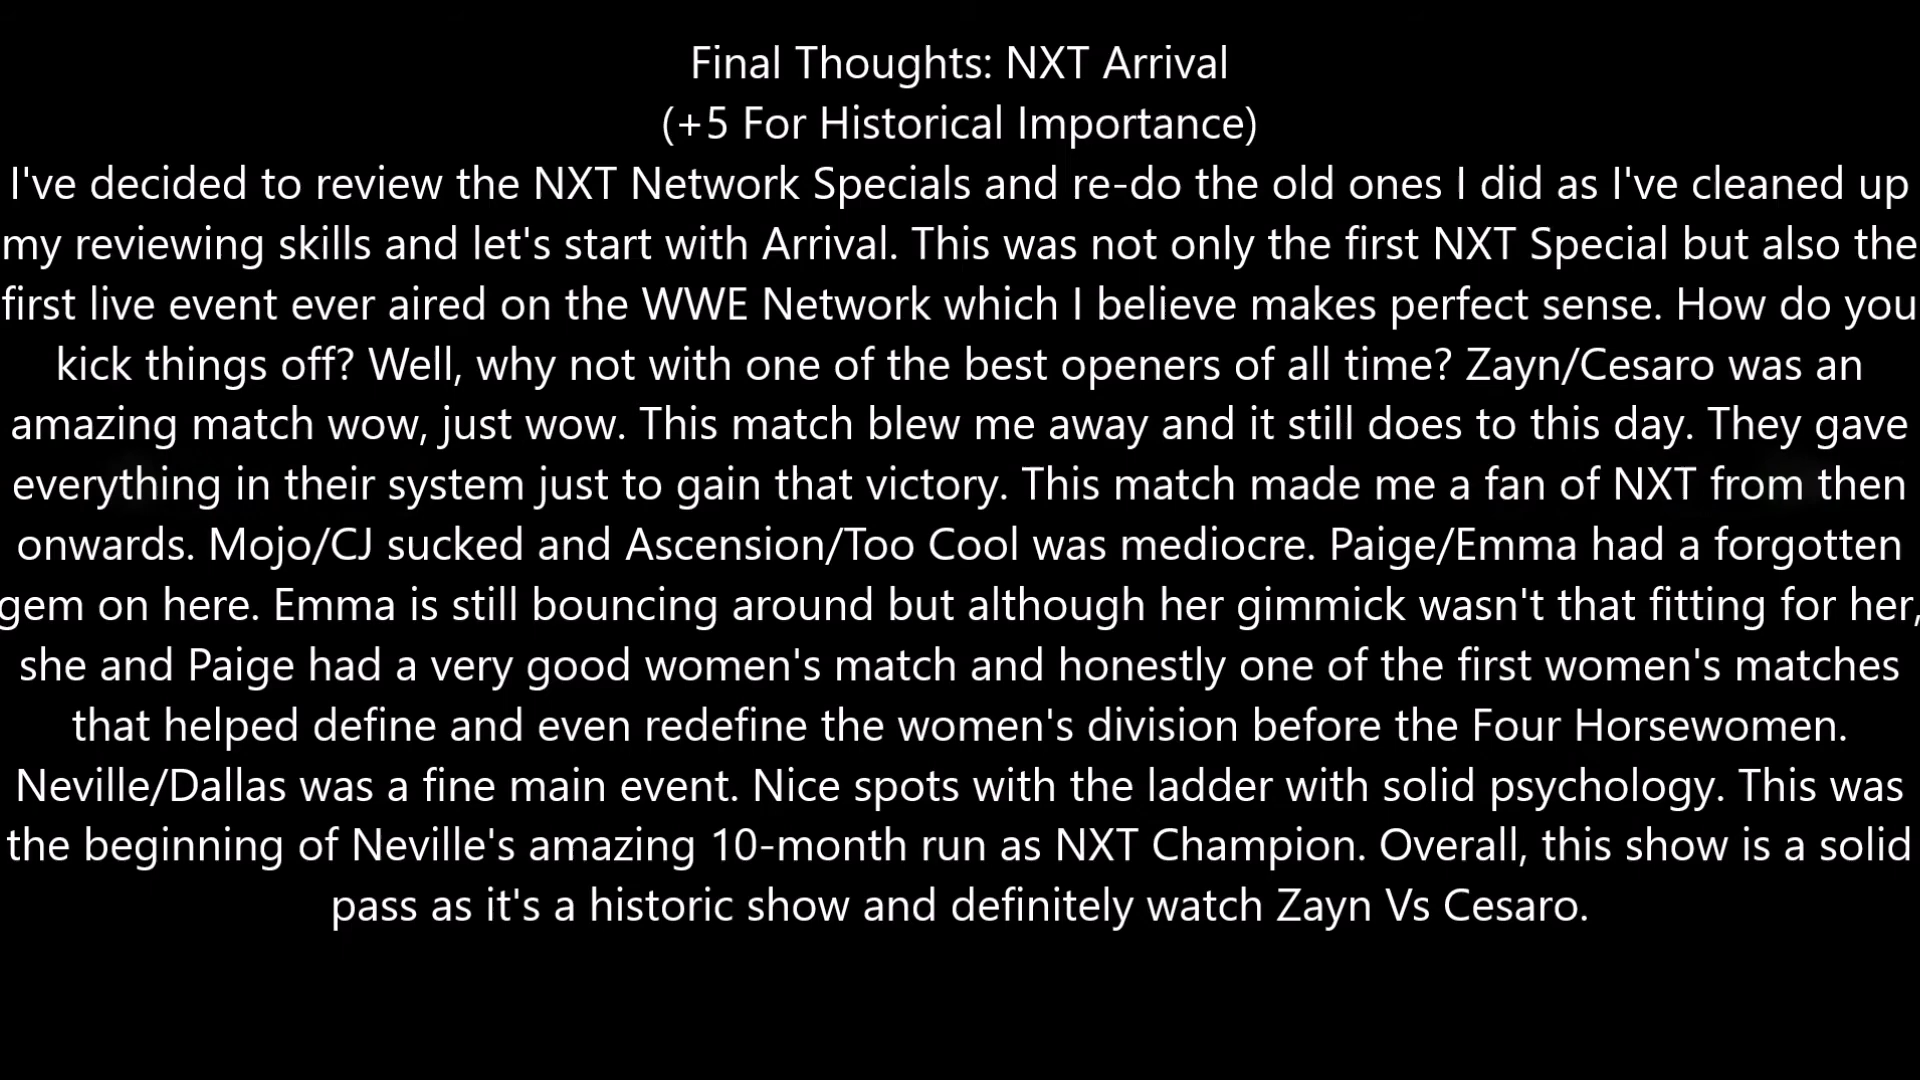 Final Thoughts: NXT Arrival
(+5 For Historical Importance)
I've decided to review the NXT Network Specials and re-do the old ones I did as I've cleaned up
my reviewing skills and let's start with Arrival. This was not only the first NXT Special but also the
first live event ever aired on the WWE Network which I believe makes perfect sense. How do you
kick things off? Well, why not with one of the best openers of all time? Zayn/Cesaro was an
amazing match wow, just wow. This match blew me away and it still does to this day. They gave
everything in their system just to gain that victory. This match made me a fan of NXT from then
onwards. Mojo/CJ sucked and Ascension/Too Cool was mediocre. Paige/Emma had a forgotten
gem on here. Emma is still bouncing around but although her gimmick wasn't that fitting for her,
she and Paige had a very good women's match and honestly one of the first women's matches
that helped define and even redefine the women's division before the Four Horsewomen.
Neville/Dallas was a fine main event. Nice spots with the ladder with solid psychology. This was
the beginning of Neville's amazing 10-month run as NXT Champion. Overall, this show is a solid
pass as it's a historic show and definitely watch Zayn Vs Cesaro.